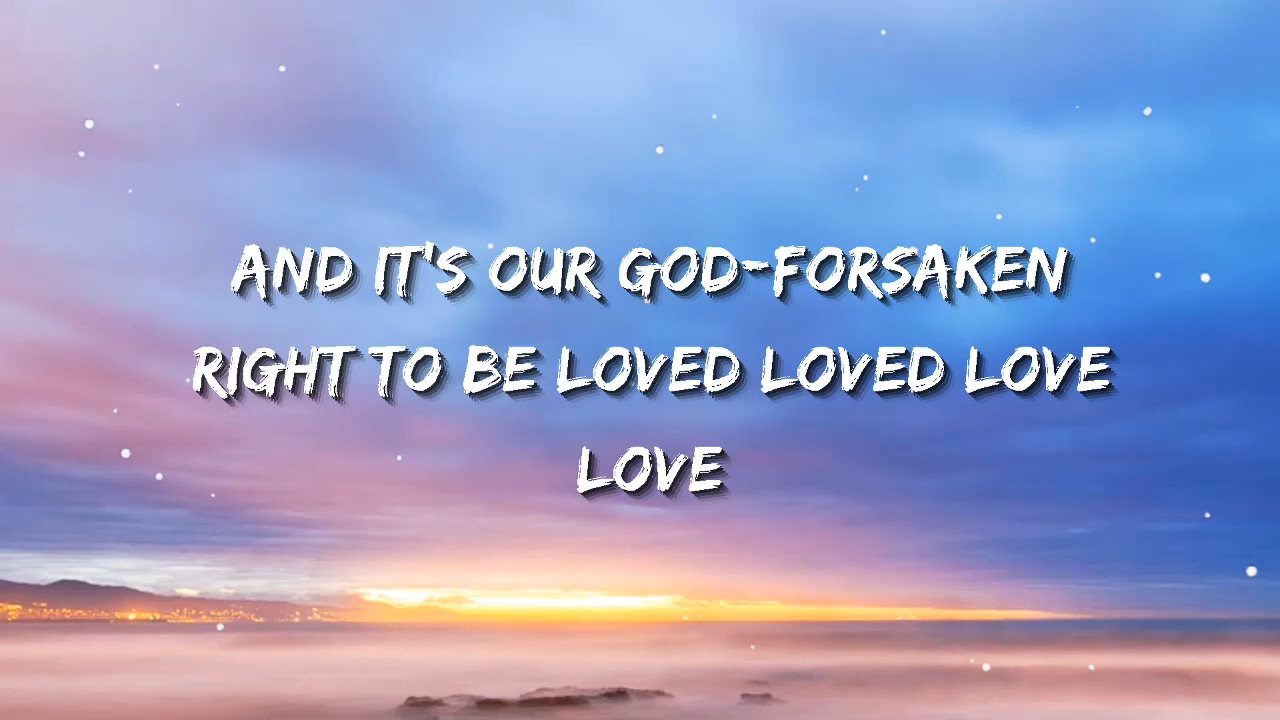 AND IT'S OUR GOD-FORSAKEN
RIGHT TO BE LOVED LOVED LOVE
LOVE